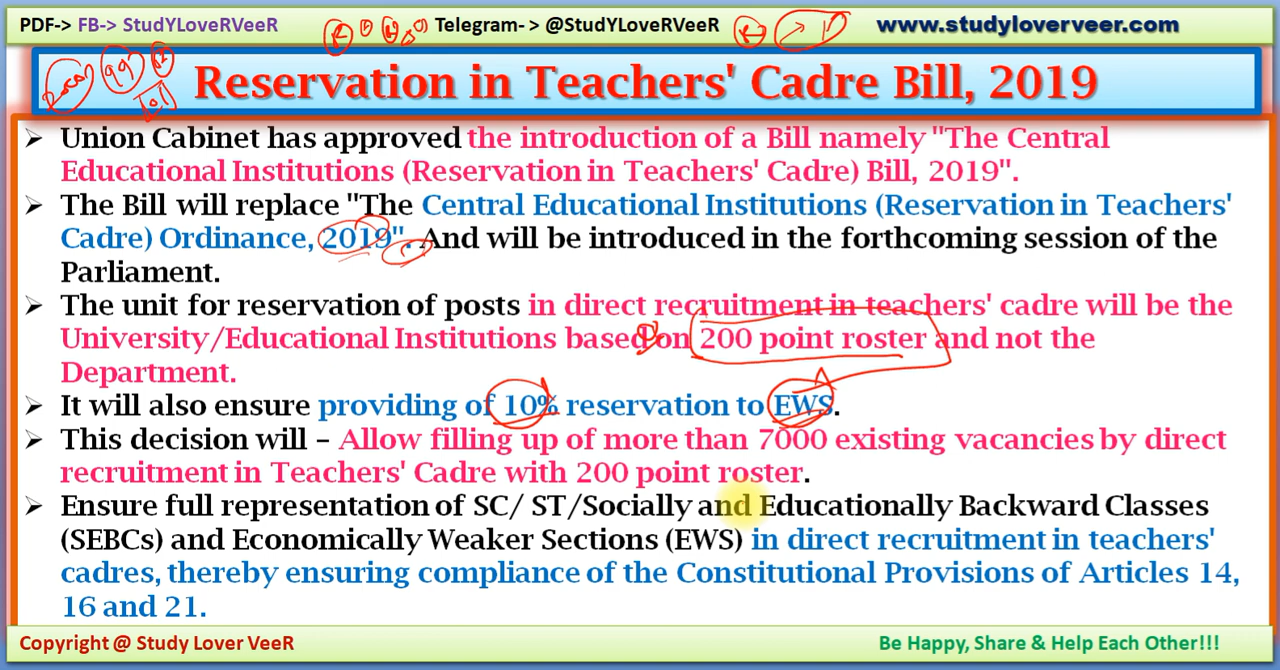 PDF-> FB-> StudYLoveRVeeR Telegram-> @StudYLoveRVeeR www.studyloverveer.com
Reservation in Teachers' Cadre Bill, 2019
➤ Union Cabinet has approved the introduction of a Bill namely "The Central
Educational Institutions (Reservation in Teachers' Cadre) Bill, 2019".
➤ The Bill will replace "The Central Educational Institutions (Reservation in Teachers'
Cadre) Ordinance, 2019". And will be introduced in the forthcoming session of the
Parliament.
➤ The unit for reservation of posts in direct recruitment in teachers' cadre will be the
University/Educational Institutions based on 200 point roster and not the
Department.
➤ It will also ensure providing of 10% reservation to EWS.
➤ This decision will – Allow filling up of more than 7000 existing vacancies by direct
recruitment in Teachers' Cadre with 200 point roster.
➤ Ensure full representation of SC/ ST/Socially and Educationally Backward Classes
(SEBCs) and Economically Weaker Sections (EWS) in direct recruitment in teachers'
cadres, thereby ensuring compliance of the Constitutional Provisions of Articles 14,
16 and 21.
Copyright @ Study Lover VeeR Be Happy, Share & Help Each Other!!!